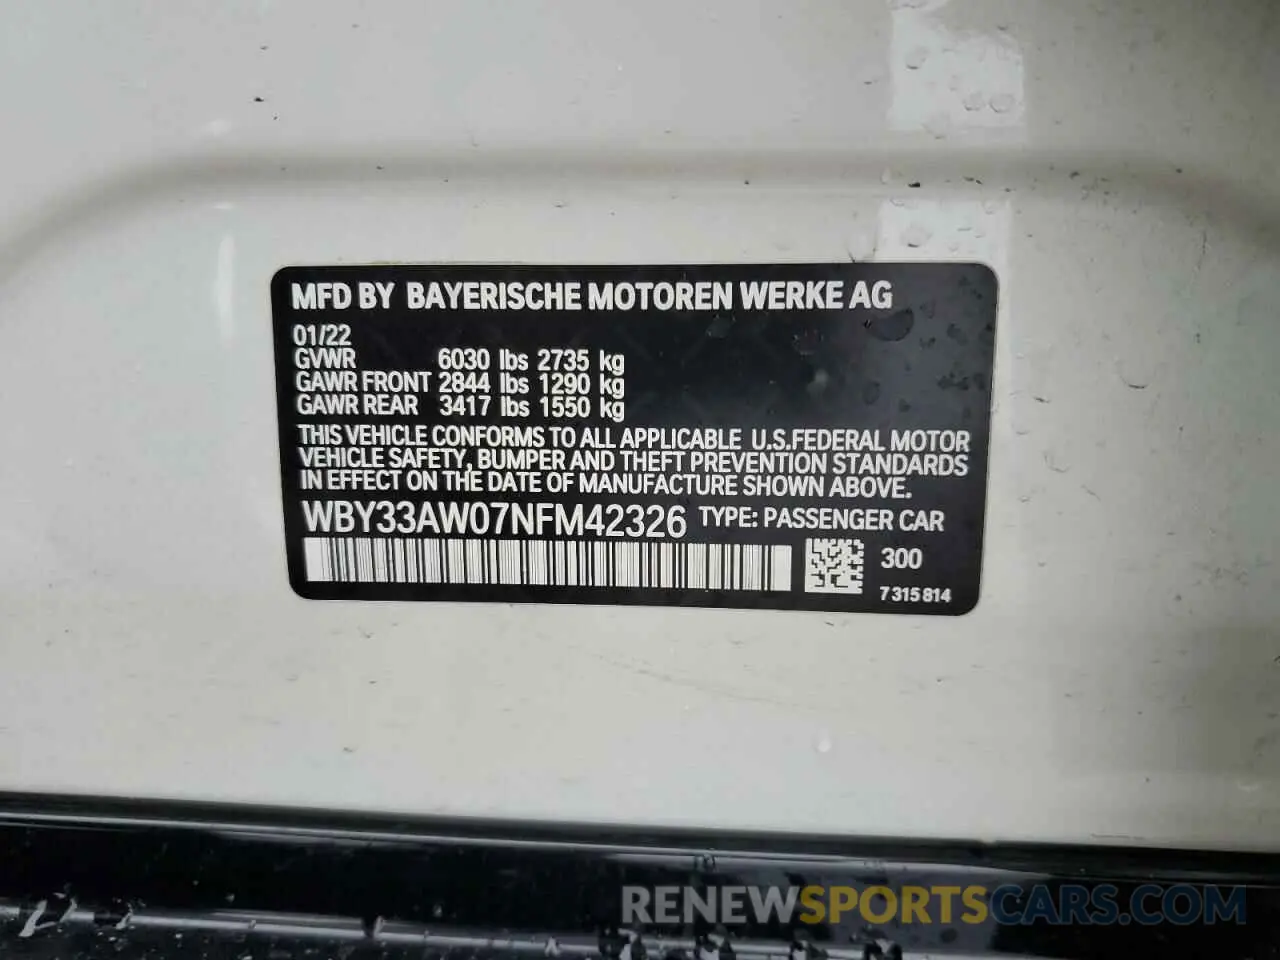 MFD BY BAYERISCHE MOTOREN WERKE AG
01/22
GVWR 6030 lbs 2735 kg
GAWR FRONT 2844 lbs 1290 kg
GAWR REAR 3417 lbs 1550 kg
THIS VEHICLE CONFORMS TO ALL APPLICABLE U.S.FEDERAL MOTOR
VEHICLE SAFETY, BUMPER AND THEFT PREVENTION STANDARDS
IN EFFECT ON THE DATE OF MANUFACTURE SHOWN ABOVE.
WBY33AW07NFM42326 TYPE: PASSENGER CAR
300
7 315 814
RENEWSPORTSCARS.COM